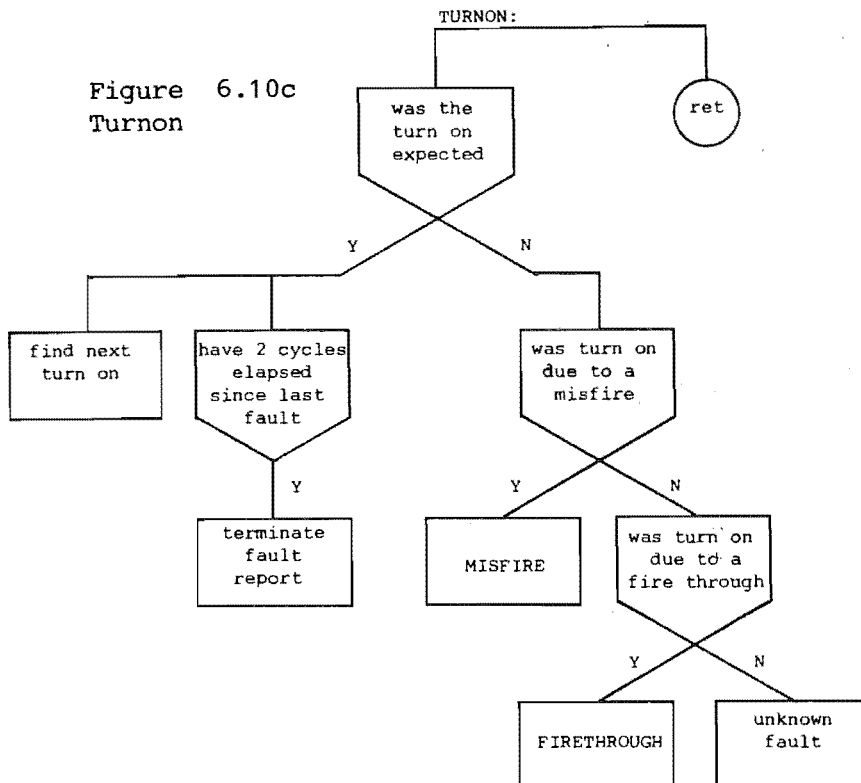 TURNON:
Figure 6.10c
Turnon
was the
turn on
expected
ret
Y
N
find next
turn on
have 2 cycles
elapsed
since last
fault
was turn on
due to a
misfire
Y
Y
N
terminate
fault
report
MISFIRE
was turn on
due to a
fire through
Y
N
FIRETHROUGH
unknown
fault